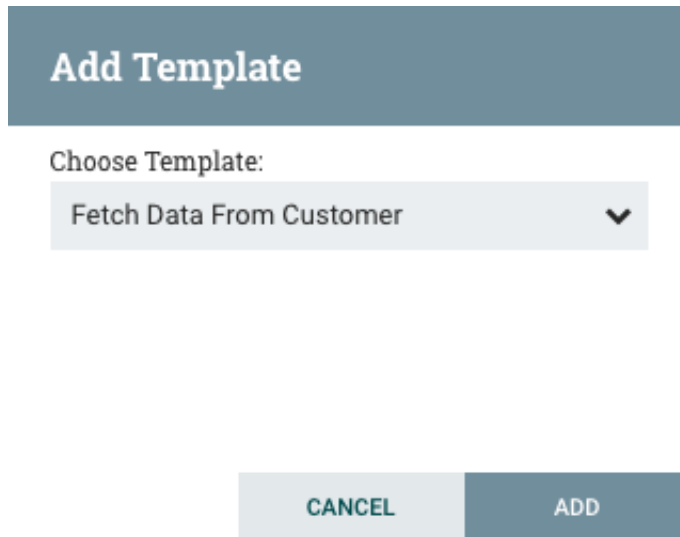 Add Template
Choose Template:
Fetch Data From Customer
CANCEL ADD